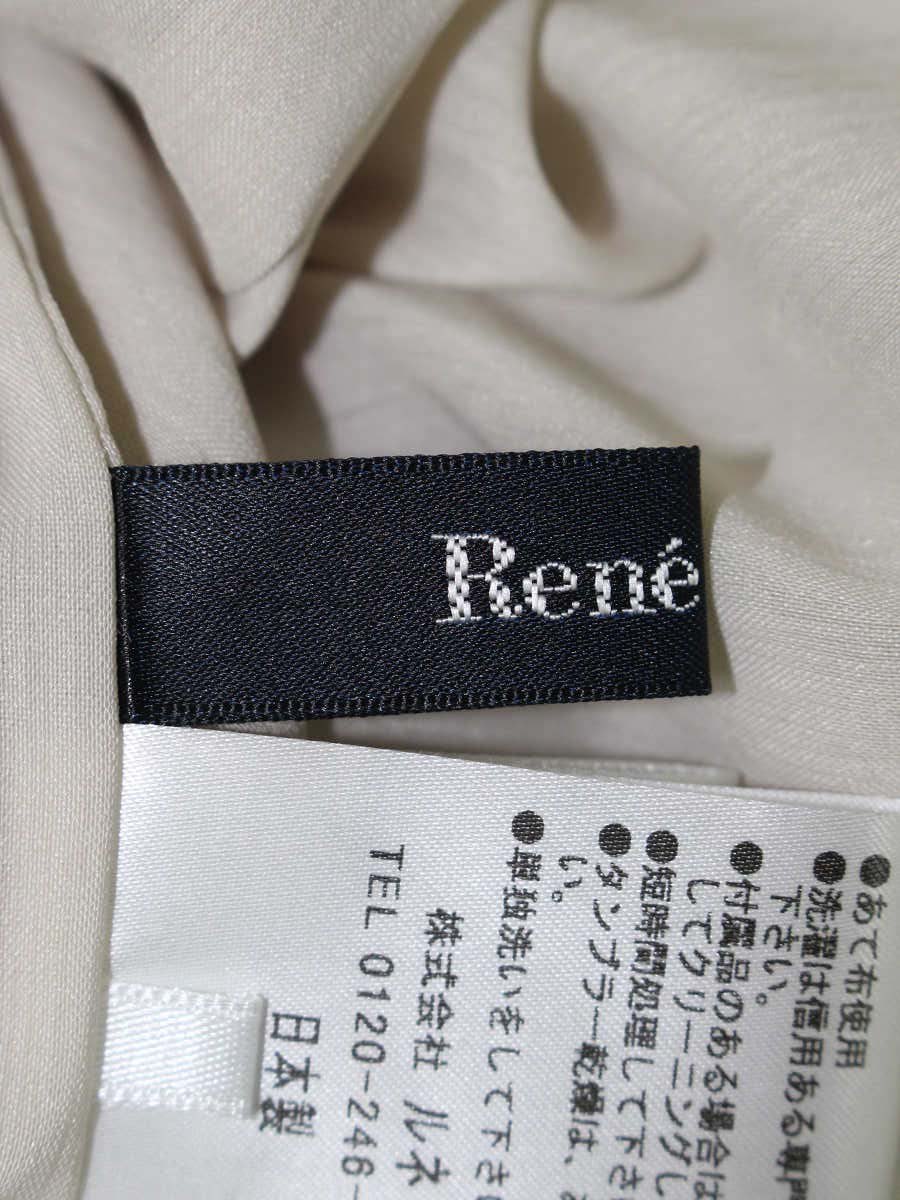 René
●あて布使用
●洗濯は信用ある専門
下さい。
●付属品のある場合は
してクリーニングし
●短時間処理して下さい
●タンブラー乾燥は、
い。
●単独洗いをして下さ
株式会社 ルネ
TEL 0120-246-
日本製